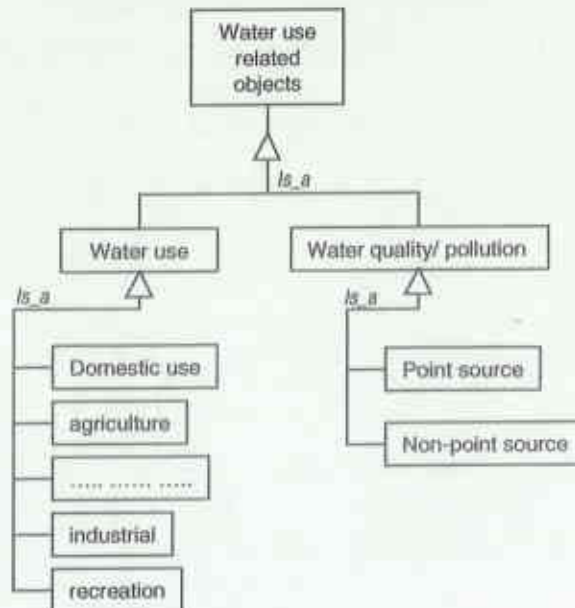 Water use
related
objects
Is_a
Water use
Water quality/ pollution
Is_a
Is_a
Domestic use
Point source
agriculture
Non-point source
..... ...... .....
industrial
recreation